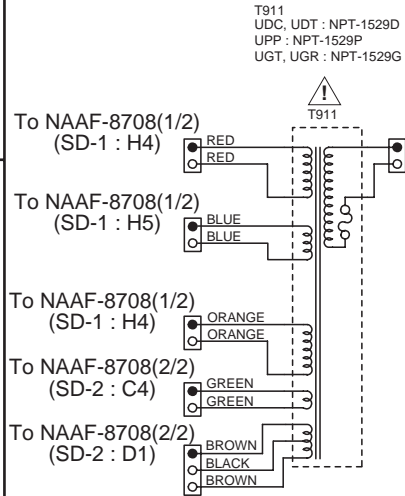 T911
UDC, UDT : NPT-1529D
UPP : NPT-1529P
UGT, UGR : NPT-1529G
T911
To NAAF-8708(1/2)
(SD-1 : H4)
RED
RED
To NAAF-8708(1/2)
(SD-1 : H5)
BLUE
BLUE
To NAAF-8708(1/2)
(SD-1 : H4)
ORANGE
ORANGE
To NAAF-8708(2/2)
(SD-2 : C4)
GREEN
GREEN
To NAAF-8708(2/2)
(SD-2 : D1)
BROWN
BLACK
BROWN